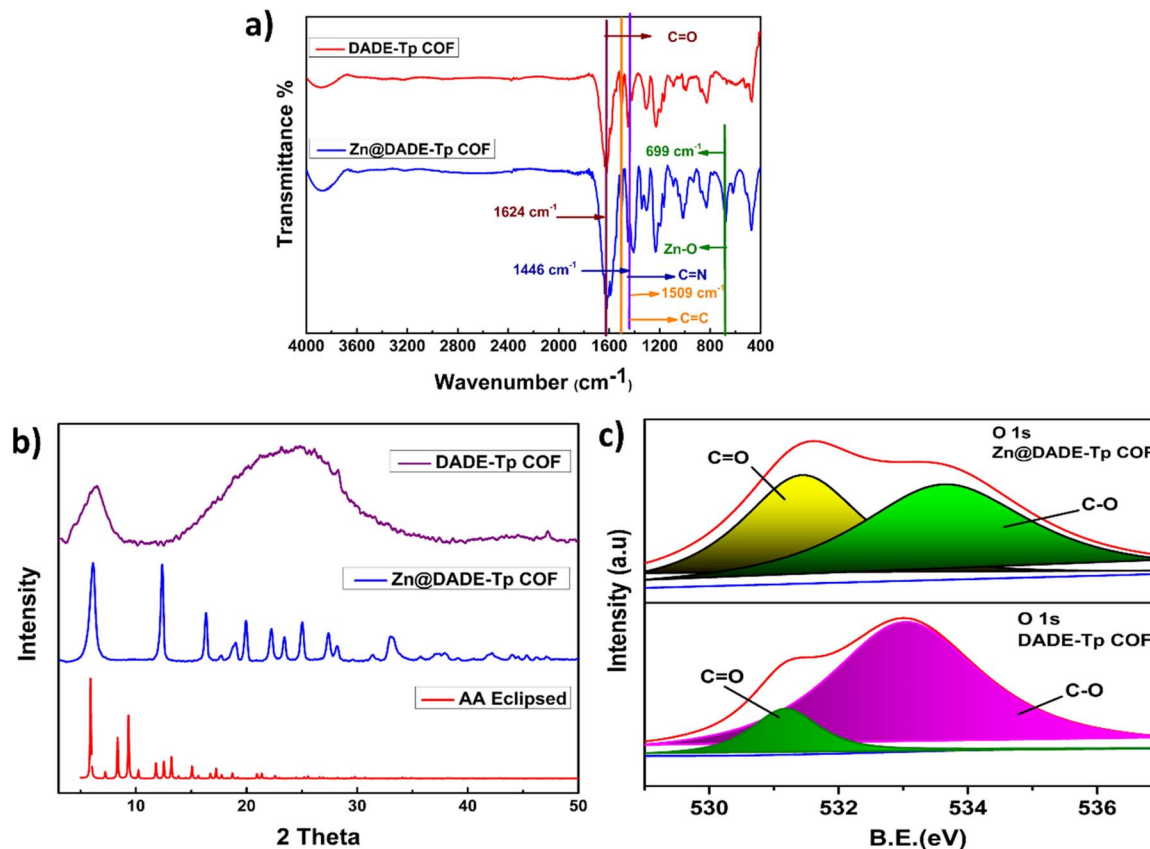 a)
C=O
DADE-Tp COF
Transmittance %
699 cm-1
Zn@DADE-Tp COF
1624 cm-1
Zn-O
1446 cm-1
C=N
1509 cm-1
C=C
4000 3600 3200 2800 2400 2000 1600 1200 800 400
Wavenumber (cm-1)
b)
DADE-Tp COF
Zn@DADE-Tp COF
AA Eclipsed
Intensity
10 20 30 40 50
2 Theta
c)
O 1s
Zn@DADE-Tp COF
C=O
C-O
Intensity (a.u)
O 1s
DADE-Tp COF
C=O
C-O
530 532 534 536
B.E.(eV)